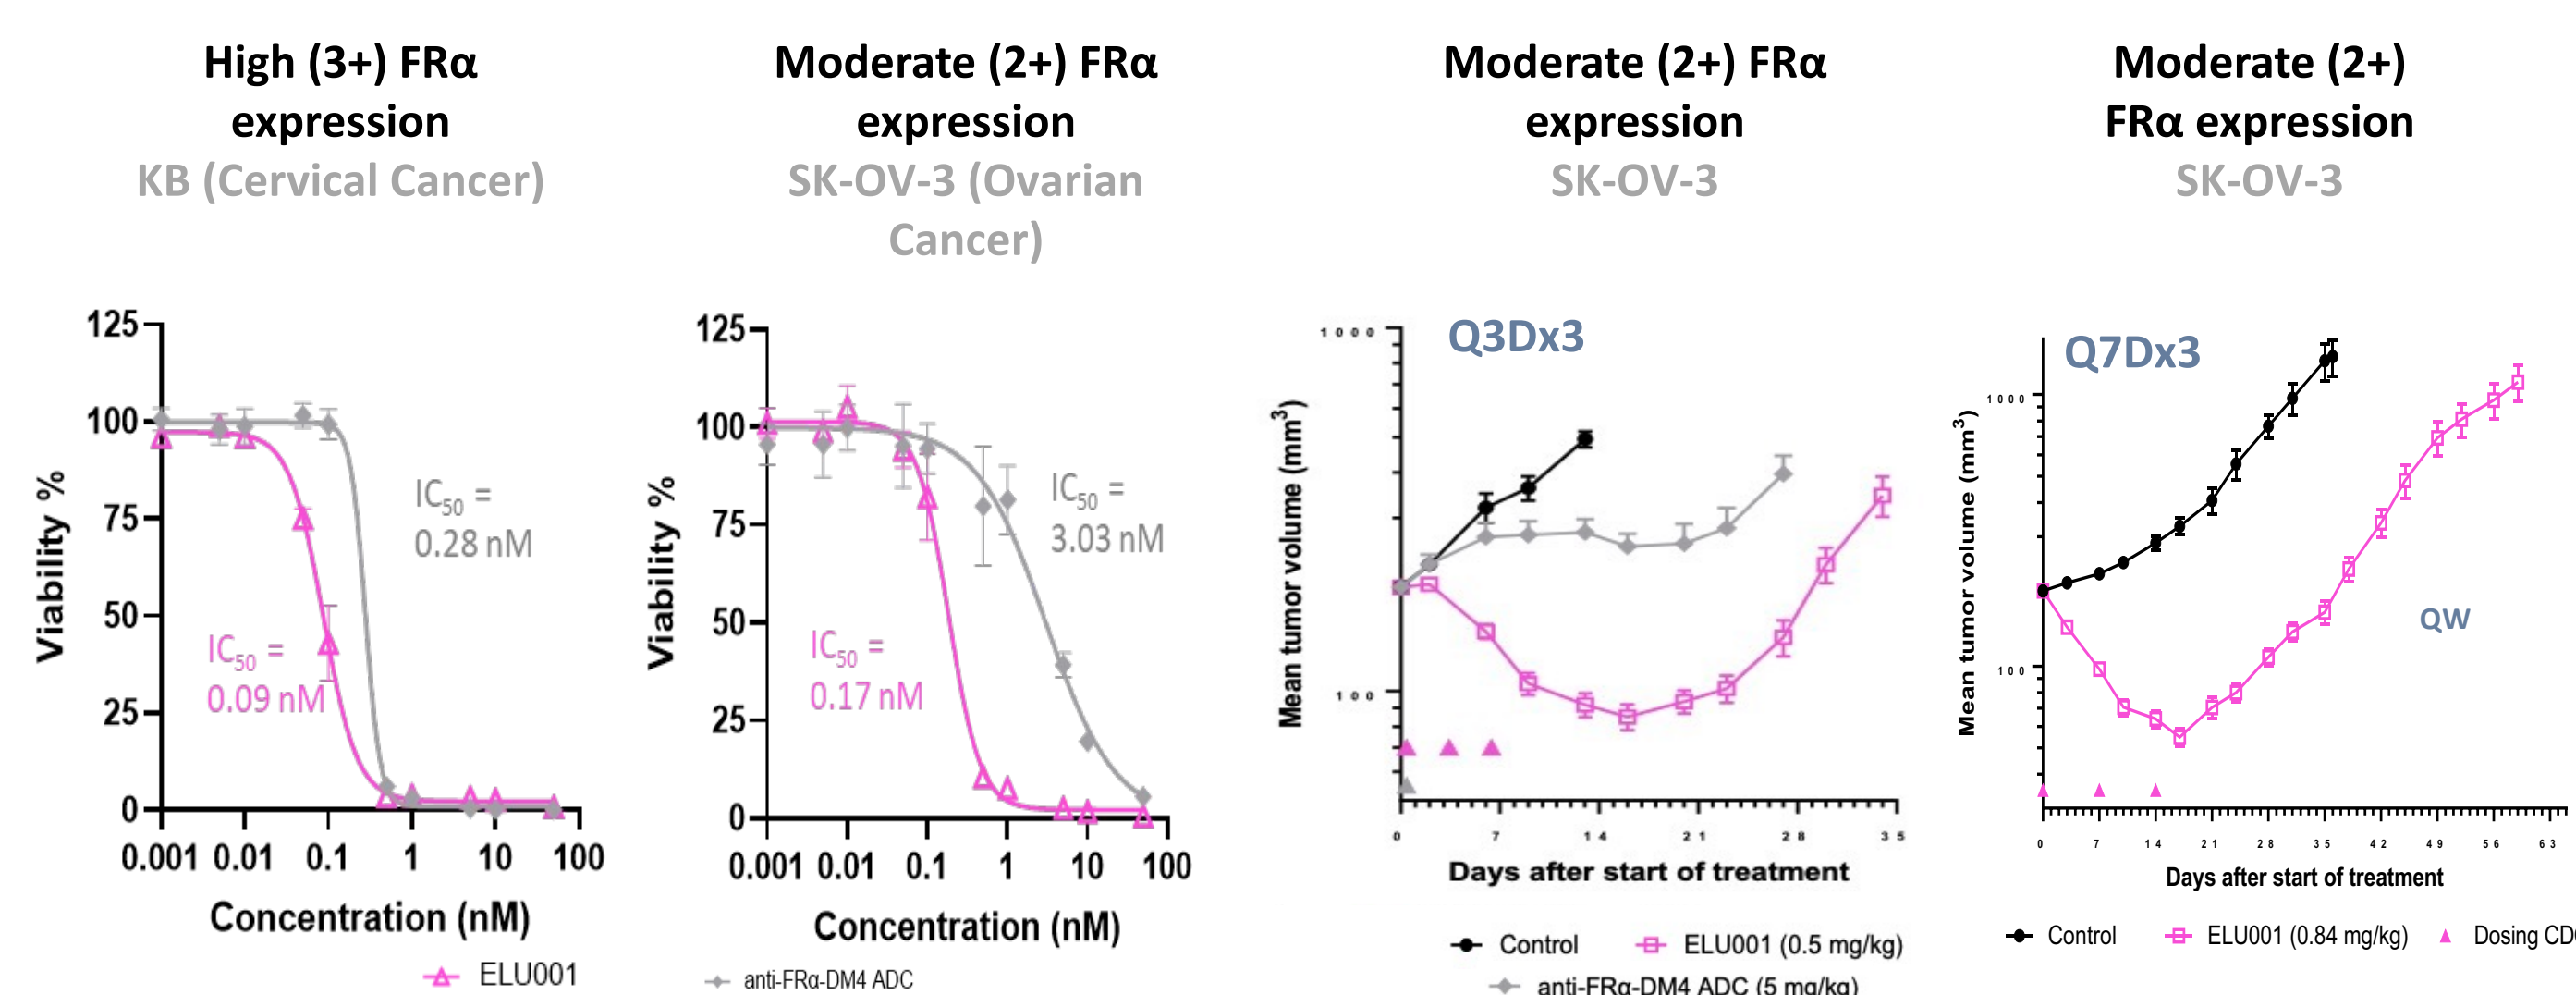 High (3+) FRα
expression
KB (Cervical Cancer)
125
100
75
50
25
0
Viability %
IC50 =
0.28 nM
IC50 =
0.09 nM
0.001 0.01 0.1 1 10 100
Concentration (nM)
ELU001
Moderate (2+) FRα
expression
SK-OV-3 (Ovarian
Cancer)
125
100
75
50
25
0
Viability %
IC50 =
3.03 nM
IC50 =
0.17 nM
0.001 0.01 0.1 1 10 100
Concentration (nM)
anti-FRα-DM4 ADC
Moderate (2+) FRα
expression
SK-OV-3
Q3Dx3
1000
100
Mean tumor volume (mm3)
0 7 14 21 28 35
Days after start of treatment
Control
ELU001 (0.5 mg/kg)
anti-FRα-DM4 ADC (5 mg/kg)
Moderate (2+)
FRα expression
SK-OV-3
Q7Dx3
1000
100
Mean tumor volume (mm3)
QW
0 7 14 21 28 35 42 49 56 63
Days after start of treatment
Control
ELU001 (0.84 mg/kg)
Dosing